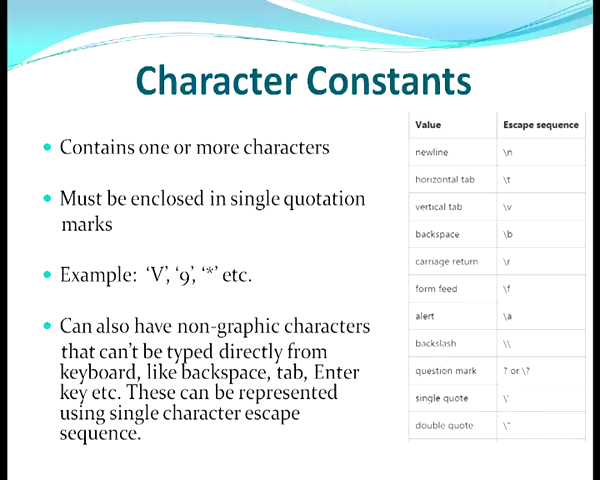 Character Constants
Contains one or more characters
Must be enclosed in single quotation
marks
Example: ‘V’, ‘9’, ‘*’ etc.
Can also have non-graphic characters
that can’t be typed directly from
keyboard, like backspace, tab, Enter
key etc. These can be represented
using single character escape
sequence.
Value Escape sequence
newline \n
horizontal tab \t
vertical tab \v
backspace \b
carriage return \r
form feed \f
alert \a
backslash \\
question mark ? or \?
single quote \'
double quote \"